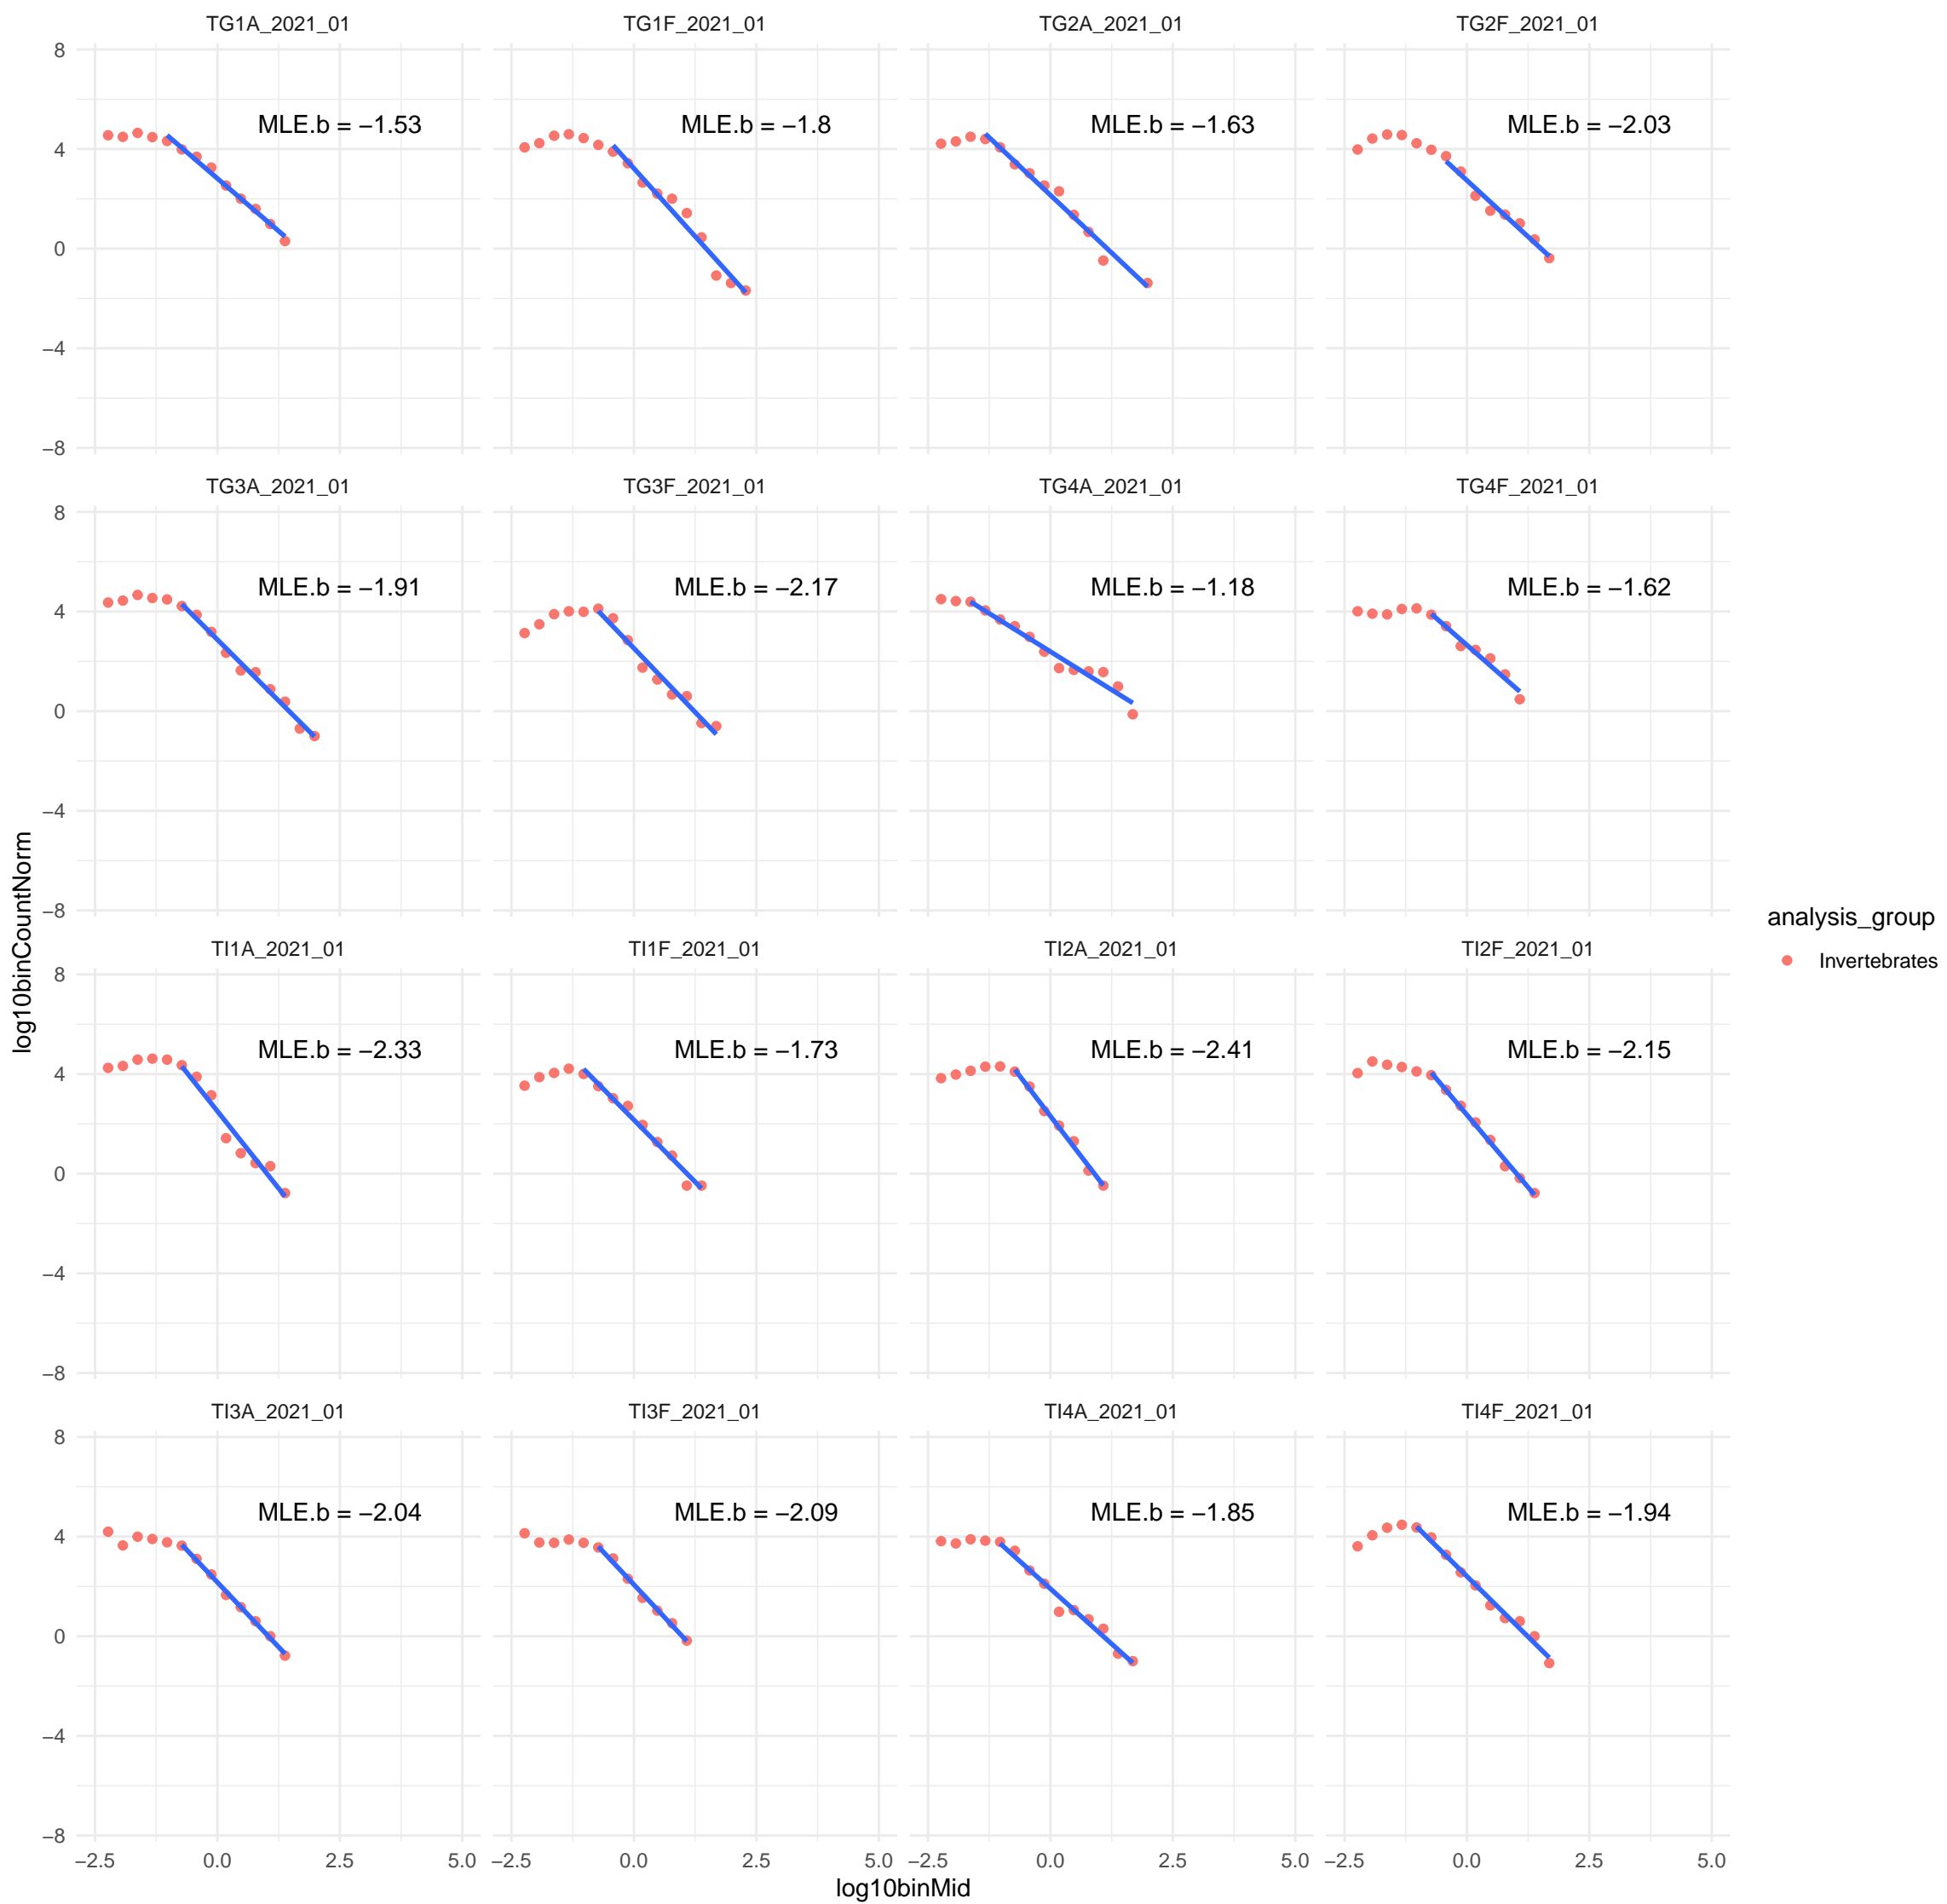 TG1A_2021_01 TG1F_2021_01 TG2A_2021_01 TG2F_2021_01
8
MLE.b = −1.53 MLE.b = −1.8 MLE.b = −1.63 MLE.b = −2.03
4
0
−4
−8
TG3A_2021_01 TG3F_2021_01 TG4A_2021_01 TG4F_2021_01
8
MLE.b = −1.91 MLE.b = −2.17 MLE.b = −1.18 MLE.b = −1.62
4
0
−4
−8
TI1A_2021_01 TI1F_2021_01 TI2A_2021_01 TI2F_2021_01
8
MLE.b = −2.33 MLE.b = −1.73 MLE.b = −2.41 MLE.b = −2.15
4
0
−4
−8
TI3A_2021_01 TI3F_2021_01 TI4A_2021_01 TI4F_2021_01
8
MLE.b = −2.04 MLE.b = −2.09 MLE.b = −1.85 MLE.b = −1.94
4
0
−4
−8
−2.5 0.0 2.5 5.0 −2.5 0.0 2.5 5.0 −2.5 0.0 2.5 5.0 −2.5 0.0 2.5 5.0
log10binMid
log10binCountNorm
analysis_group
Invertebrates